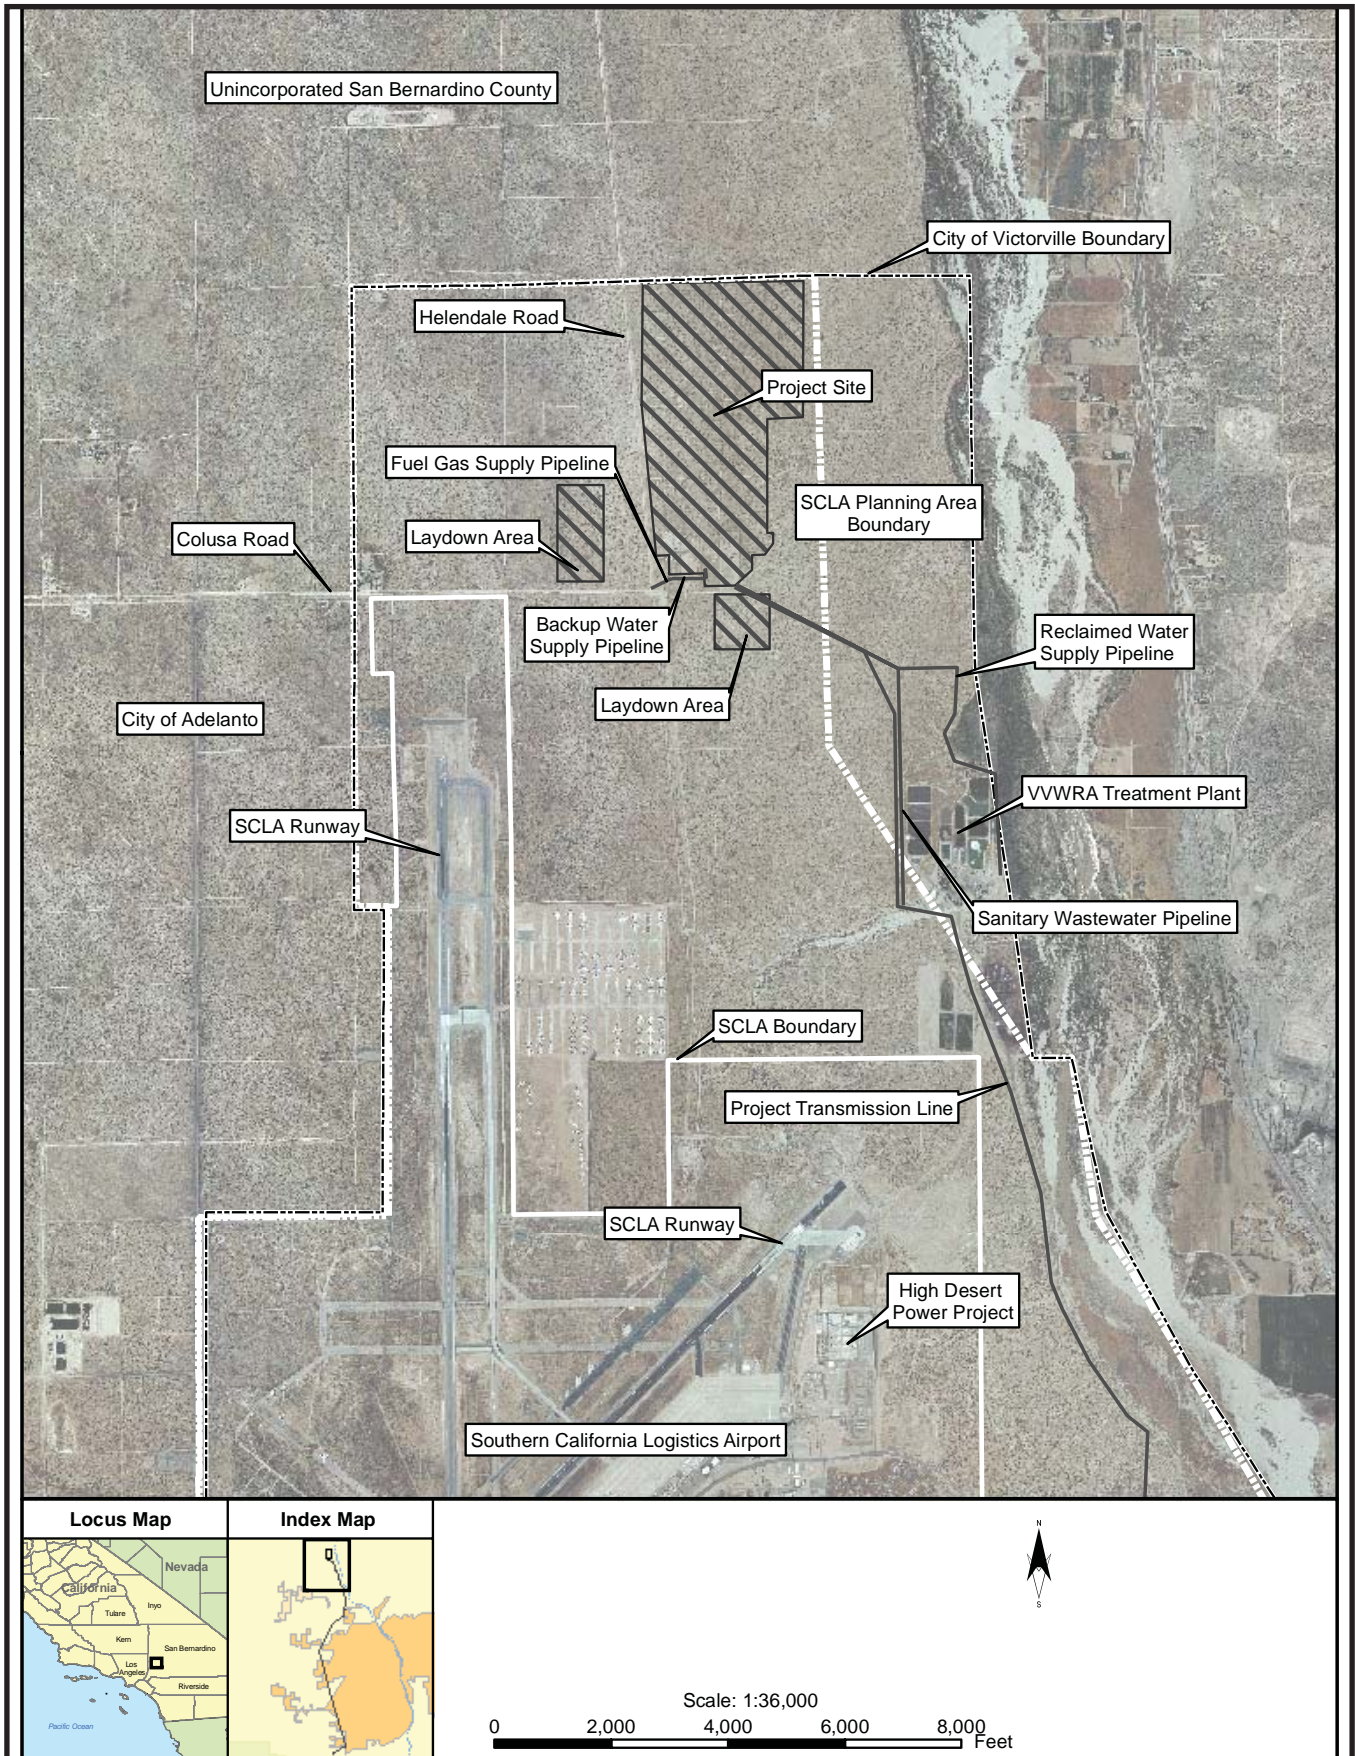 Unincorporated San Bernardino County
City of Victorville Boundary
Helendale Road
Project Site
Fuel Gas Supply Pipeline
SCLA Planning Area
Boundary
Laydown Area
Colusa Road
Backup Water
Supply Pipeline
Reclaimed Water
Supply Pipeline
Laydown Area
City of Adelanto
VVWRA Treatment Plant
SCLA Runway
Sanitary Wastewater Pipeline
SCLA Boundary
Project Transmission Line
SCLA Runway
High Desert
Power Project
Southern California Logistics Airport
Locus Map
Index Map
Nevada
California
Inyo
Tulare
Kern
San Bernardino
Los
Angeles
Riverside
Pacific Ocean
N
S
Scale: 1:36,000
0 2,000 4,000 6,000 8,000
Feet